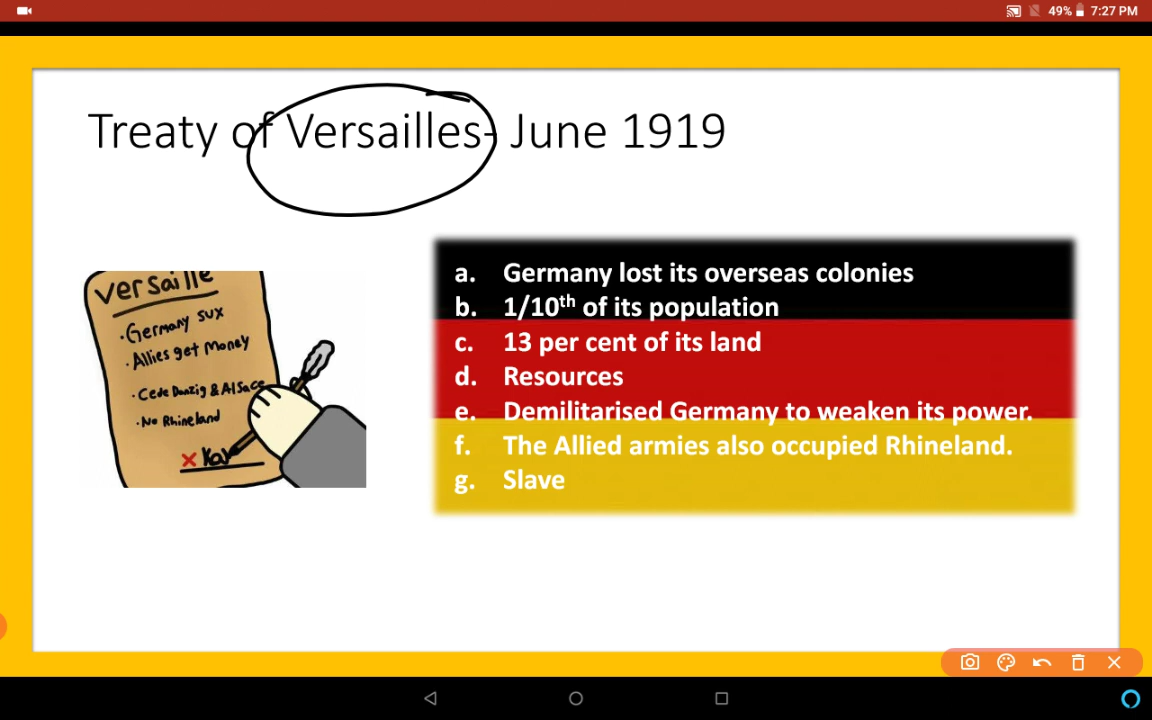 49% 7:27 PM
Treaty of Versailles- June 1919
versaille
·Germany sux
·Allies get Money
·Cede Danzig & Alsace
·No Rhineland
x
a. Germany lost its overseas colonies
b. 1/10th of its population
c. 13 per cent of its land
d. Resources
e. Demilitarised Germany to weaken its power.
f. The Allied armies also occupied Rhineland.
g. Slave